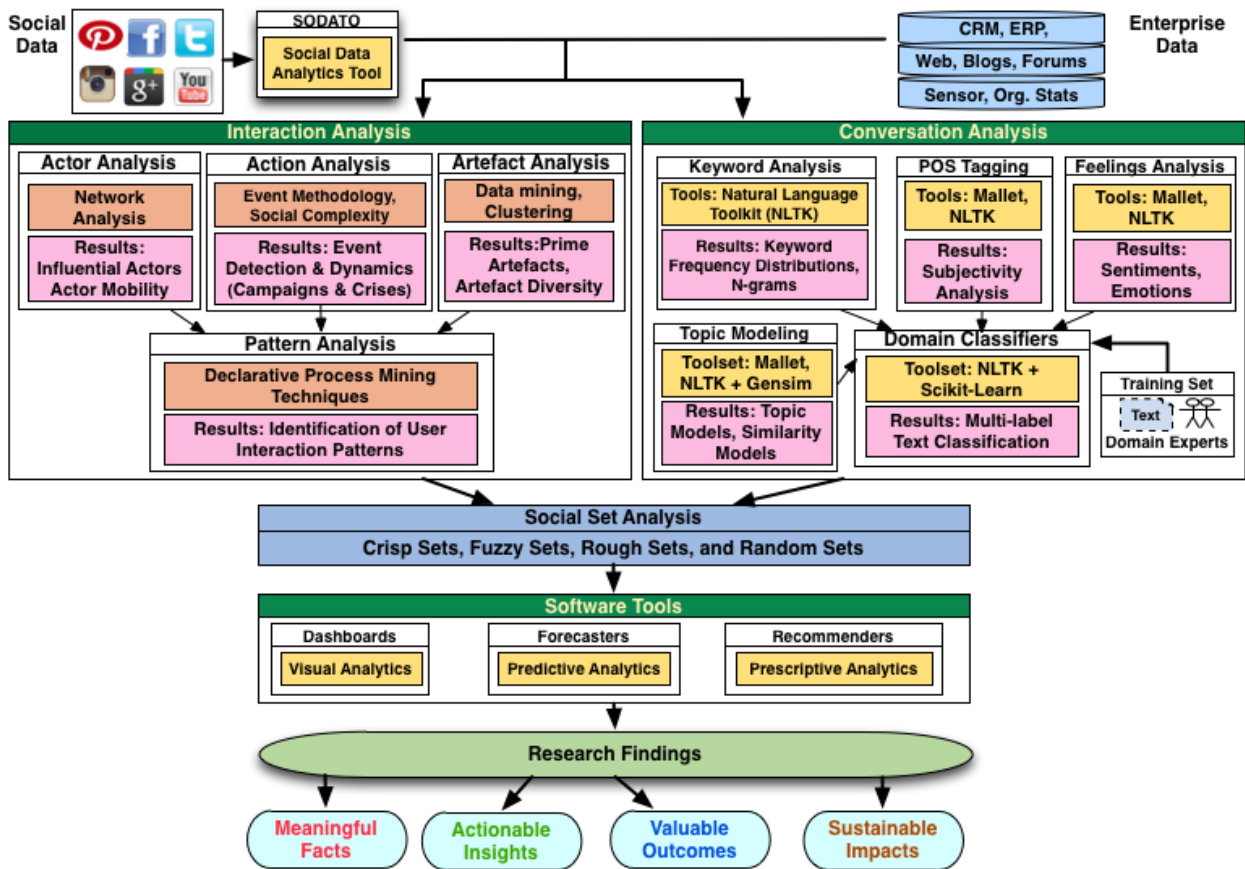 Social
Data
You
Tube
g+
SODATO
Social Data
Analytics Tool
CRM, ERP,
Web, Blogs, Forums
Sensor, Org. Stats
Enterprise
Data
Interaction Analysis
Actor Analysis
Network
Analysis
Results:
Influential Actors
Actor Mobility
Action Analysis
Event Methodology,
Social Complexity
Results: Event
Detection & Dynamics
(Campaigns & Crises)
Artefact Analysis
Data mining,
Clustering
Results:Prime
Artefacts,
Artefact Diversity
Pattern Analysis
Declarative Process Mining
Techniques
Results: Identification of User
Interaction Patterns
Conversation Analysis
Keyword Analysis
Tools: Natural Language
Toolkit (NLTK)
Results: Keyword
Frequency Distributions,
N-grams
POS Tagging
Tools: Mallet,
NLTK
Results:
Subjectivity
Analysis
Feelings Analysis
Tools: Mallet,
NLTK
Results:
Sentiments,
Emotions
Topic Modeling
Toolset: Mallet,
NLTK + Gensim
Results: Topic
Models, Similarity
Models
Domain Classifiers
Toolset: NLTK +
Scikit-Learn
Results: Multi-label
Text Classification
Training Set
Text
Domain Experts
Social Set Analysis
Crisp Sets, Fuzzy Sets, Rough Sets, and Random Sets
Software Tools
Dashboards
Visual Analytics
Forecasters
Predictive Analytics
Recommenders
Prescriptive Analytics
Research Findings
Meaningful
Facts
Actionable
Insights
Valuable
Outcomes
Sustainable
Impacts